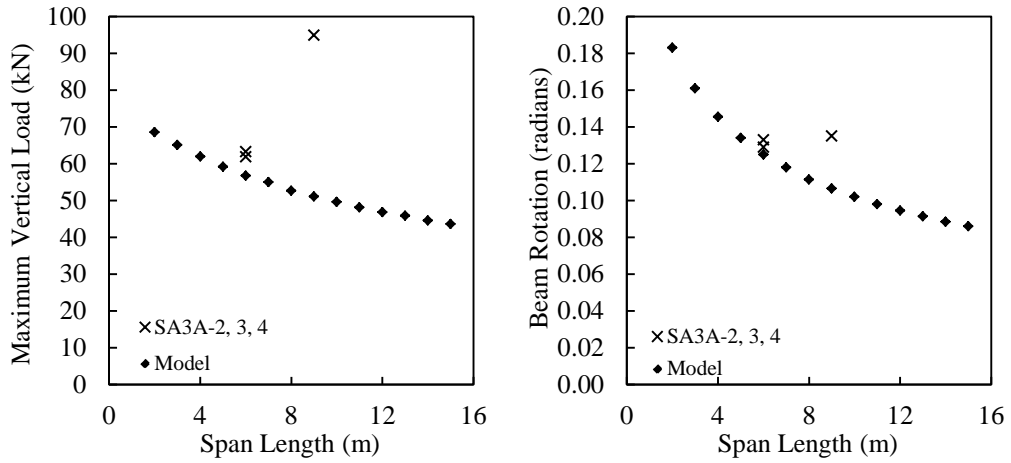 Maximum Vertical Load (kN)
100
90
80
70
60
50
40
30
20
10
0
SA3A-2, 3, 4
Model
0 4 8 12 16
Span Length (m)
Beam Rotation (radians)
0.20
0.18
0.16
0.14
0.12
0.10
0.08
0.06
0.04
0.02
0.00
SA3A-2, 3, 4
Model
0 4 8 12 16
Span Length (m)